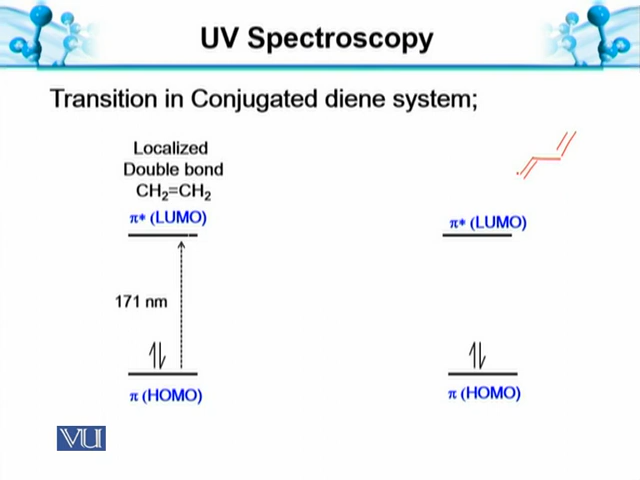 UV Spectroscopy
Transition in Conjugated diene system;
Localized
Double bond
CH₂=CH₂
π* (LUMO)
π* (LUMO)
171 nm
π (HOMO)
π (HOMO)
VU